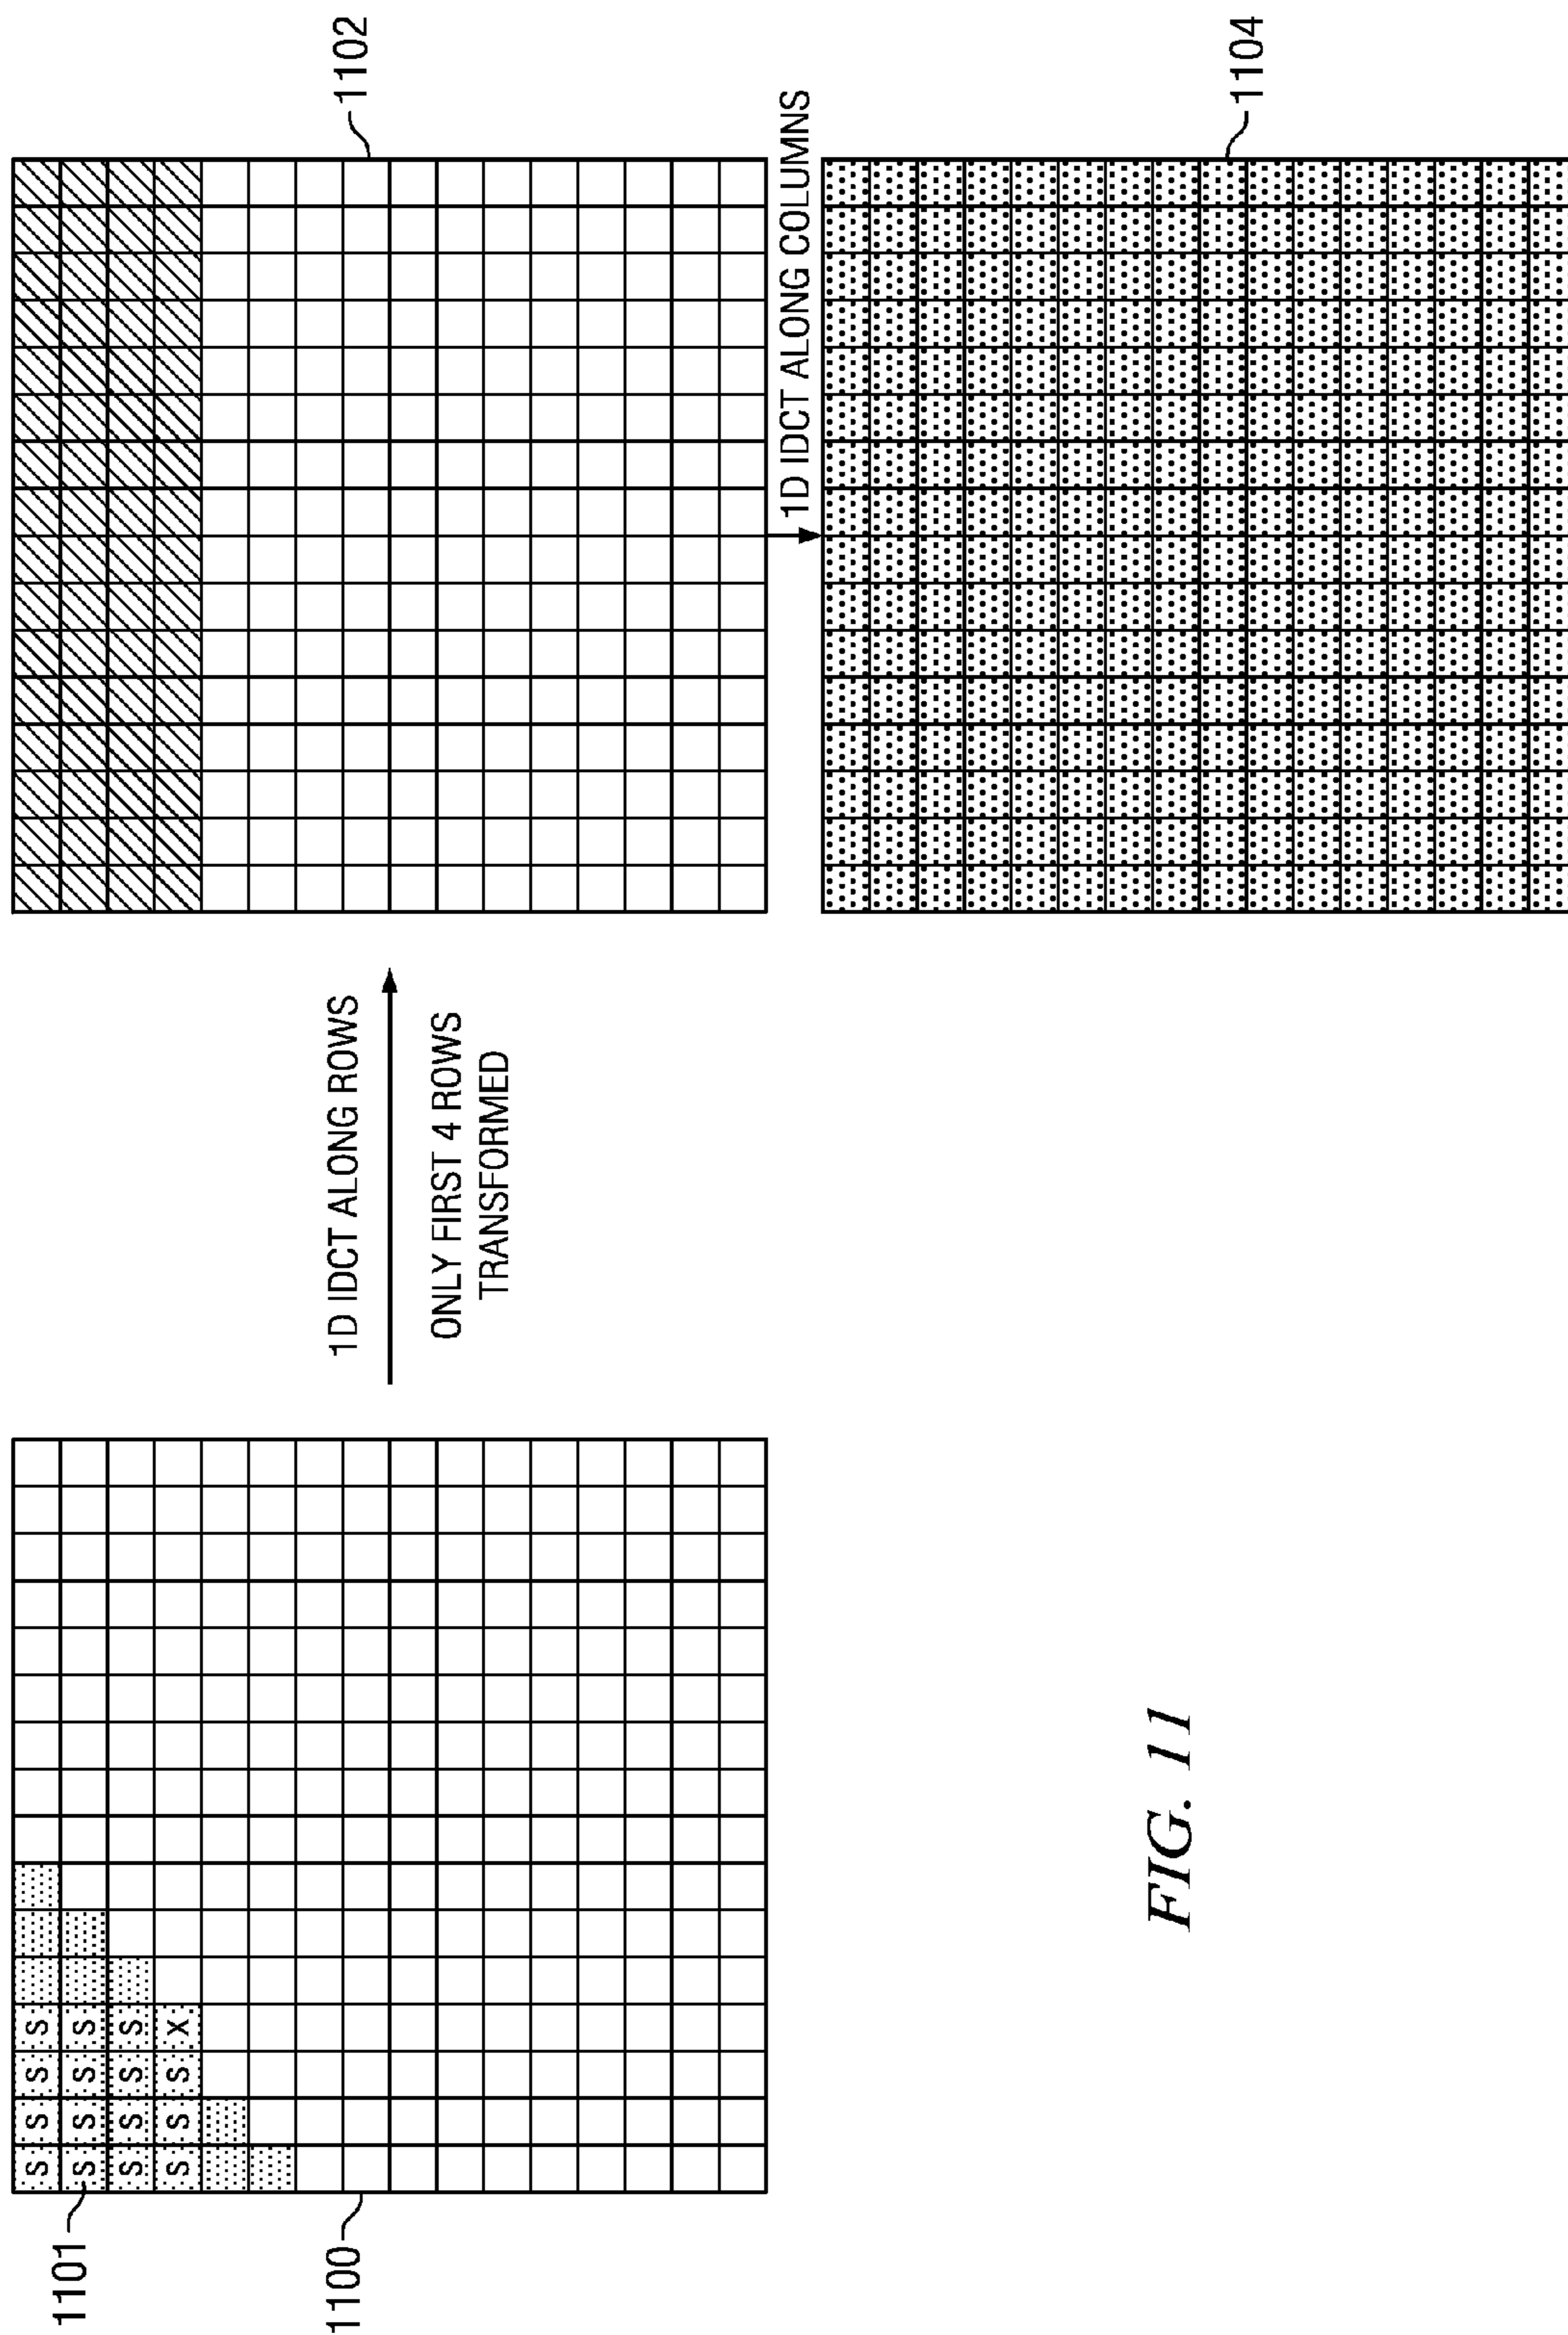 1101
S S S S
S S S S
S S S S
S S S X
1100
1D IDCT ALONG ROWS
ONLY FIRST 4 ROWS
TRANSFORMED
1102
1D IDCT ALONG COLUMNS
1104
FIG. 11